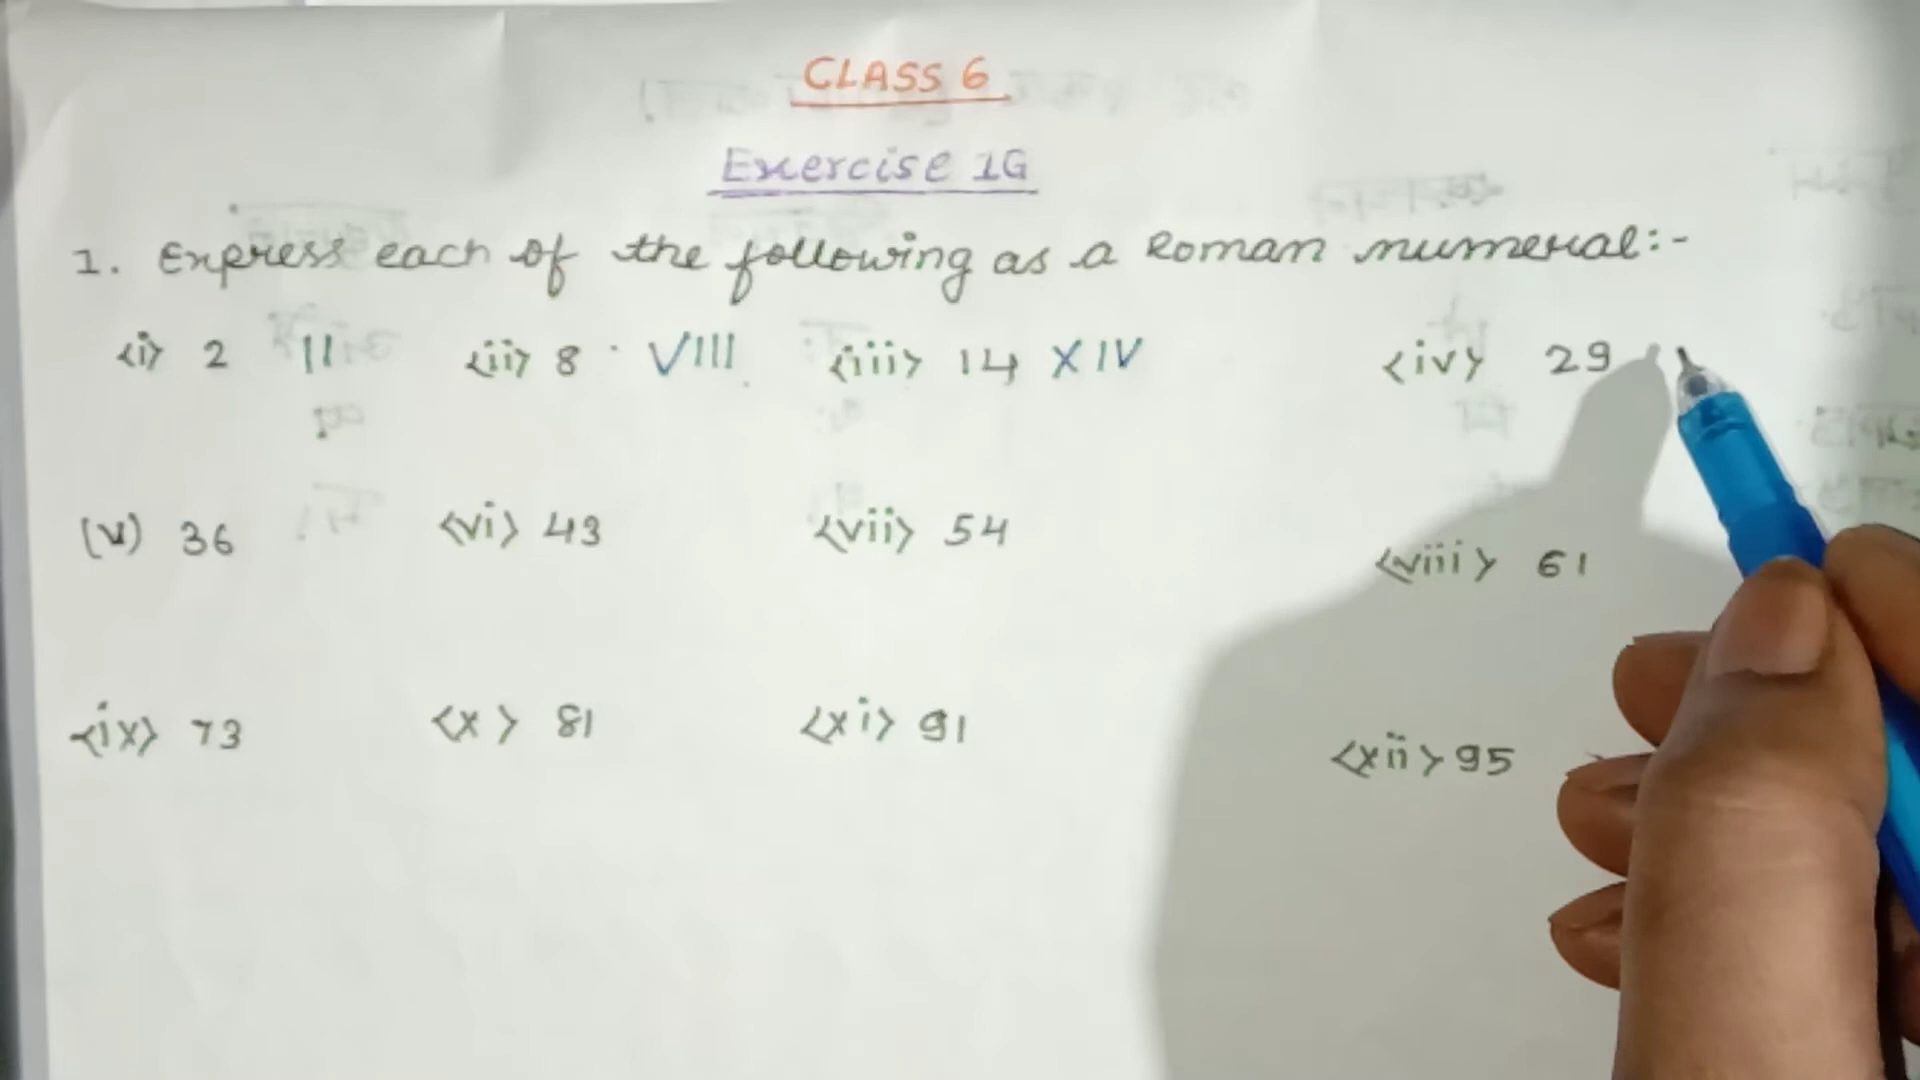 CLASS 6
Exercise 1G
1. Express each of the following as a Roman numeral:-
<i> 2 II <ii> 8 VIII <iii> 14 XIV <iv> 29
(v) 36 <vi> 43 <vii> 54 <viii> 61
<ix> 73 <x> 81 <xi> 91 <xii> 95